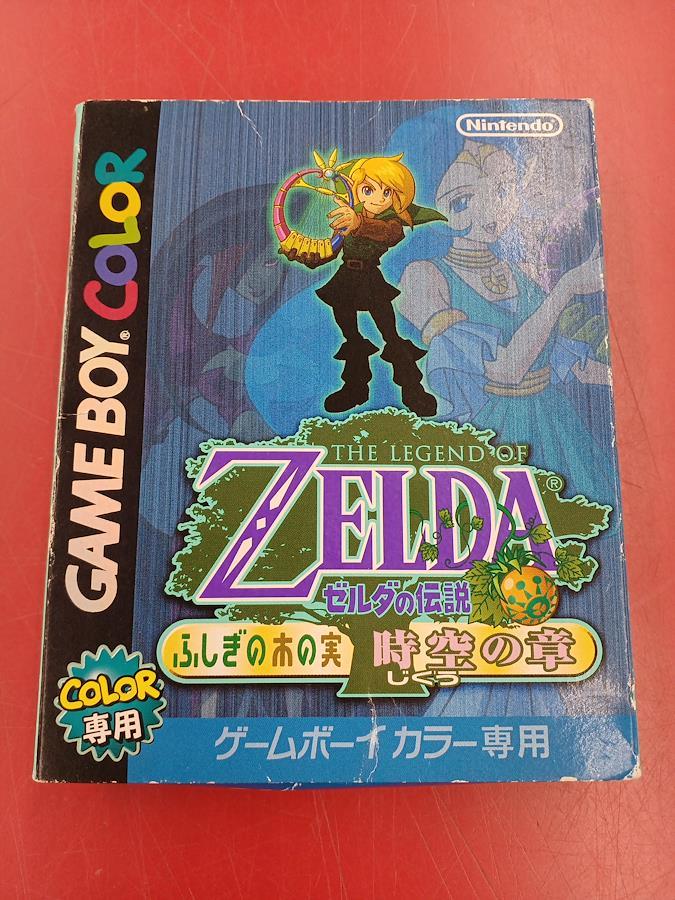 Nintendo®
GAME BOY® COLOR
THE LEGEND OF
ZELDA®
ゼルダの伝説
ふしぎの木の実 時空の章
じくう
COLOR
専用
ゲームボーイカラー専用